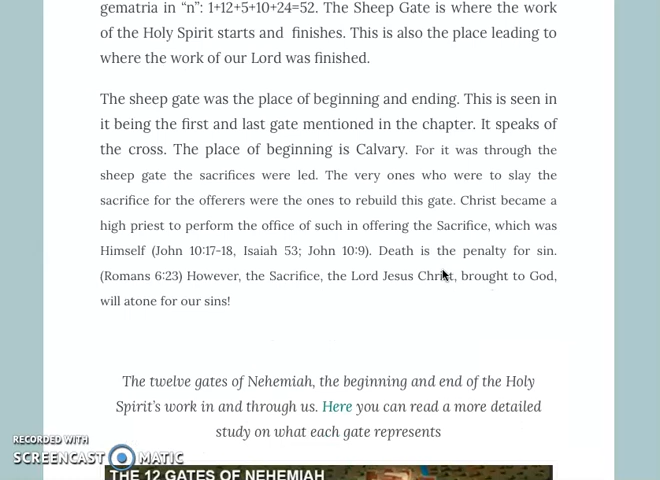 gematria in “n”: 1+12+5+10+24=52. The Sheep Gate is where the work
of the Holy Spirit starts and finishes. This is also the place leading to
where the work of our Lord was finished.
The sheep gate was the place of beginning and ending. This is seen in
it being the first and last gate mentioned in the chapter. It speaks of
the cross. The place of beginning is Calvary. For it was through the
sheep gate the sacrifices were led. The very ones who were to slay the
sacrifice for the offerers were the ones to rebuild this gate. Christ became a
high priest to perform the office of such in offering the Sacrifice, which was
Himself (John 10:17-18, Isaiah 53; John 10:9). Death is the penalty for sin.
(Romans 6:23) However, the Sacrifice, the Lord Jesus Christ, brought to God,
will atone for our sins!
The twelve gates of Nehemiah, the beginning and end of the Holy
Spirit’s work in and through us. Here you can read a more detailed
study on what each gate represents
RECORDED WITH
SCREENCAST MATIC
THE 12 GATES OF NEHEMIAH